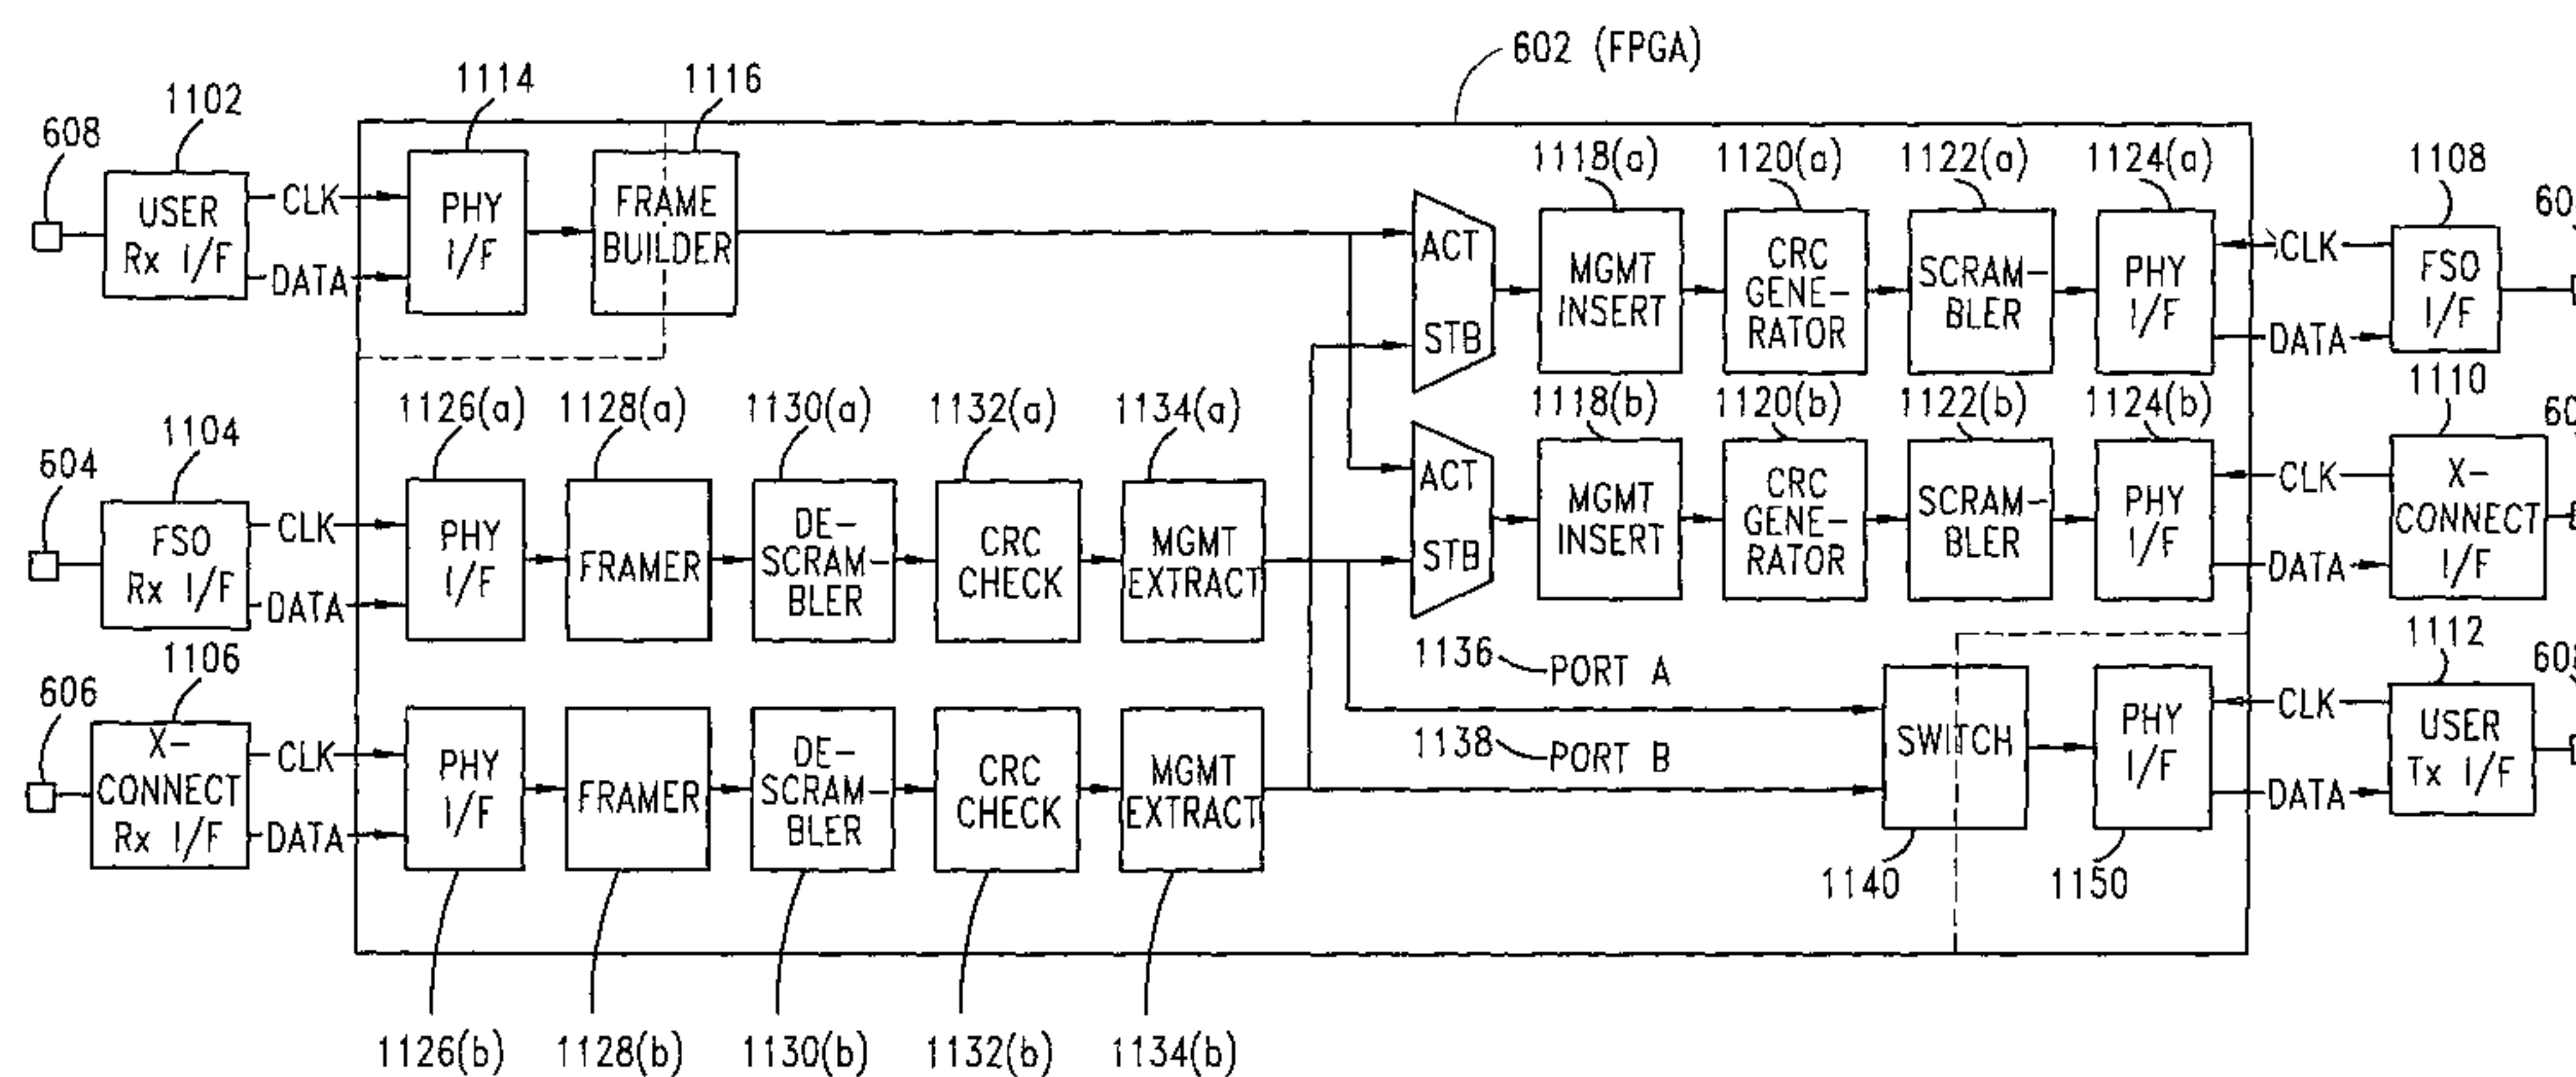 602 (FPGA)
1114
1116
1102
608
USER
Rx I/F
CLK
DATA
PHY
I/F
FRAME
BUILDER
1118(a)
1120(a)
1122(a)
1124(a)
1108
ACT
STB
MGMT
INSERT
CRC
GENE-
RATOR
SCRAM-
BLER
PHY
I/F
CLK
DATA
FSO
I/F
1126(a)
1128(a)
1130(a)
1132(a)
1134(a)
1104
604
FSO
Rx I/F
CLK
DATA
PHY
I/F
FRAMER
DE-
SCRAM-
BLER
CRC
CHECK
MGMT
EXTRACT
1118(b)
1120(b)
1122(b)
1124(b)
1110
ACT
STB
MGMT
INSERT
CRC
GENE-
RATOR
SCRAM-
BLER
PHY
I/F
CLK
DATA
X-
CONNECT
I/F
1106
606
X-
CONNECT
Rx I/F
CLK
DATA
PHY
I/F
FRAMER
DE-
SCRAM-
BLER
CRC
CHECK
MGMT
EXTRACT
1136
PORT A
1138
PORT B
SWITCH
PHY
I/F
1112
CLK
DATA
USER
Tx I/F
1140
1150
1126(b)
1128(b)
1130(b)
1132(b)
1134(b)